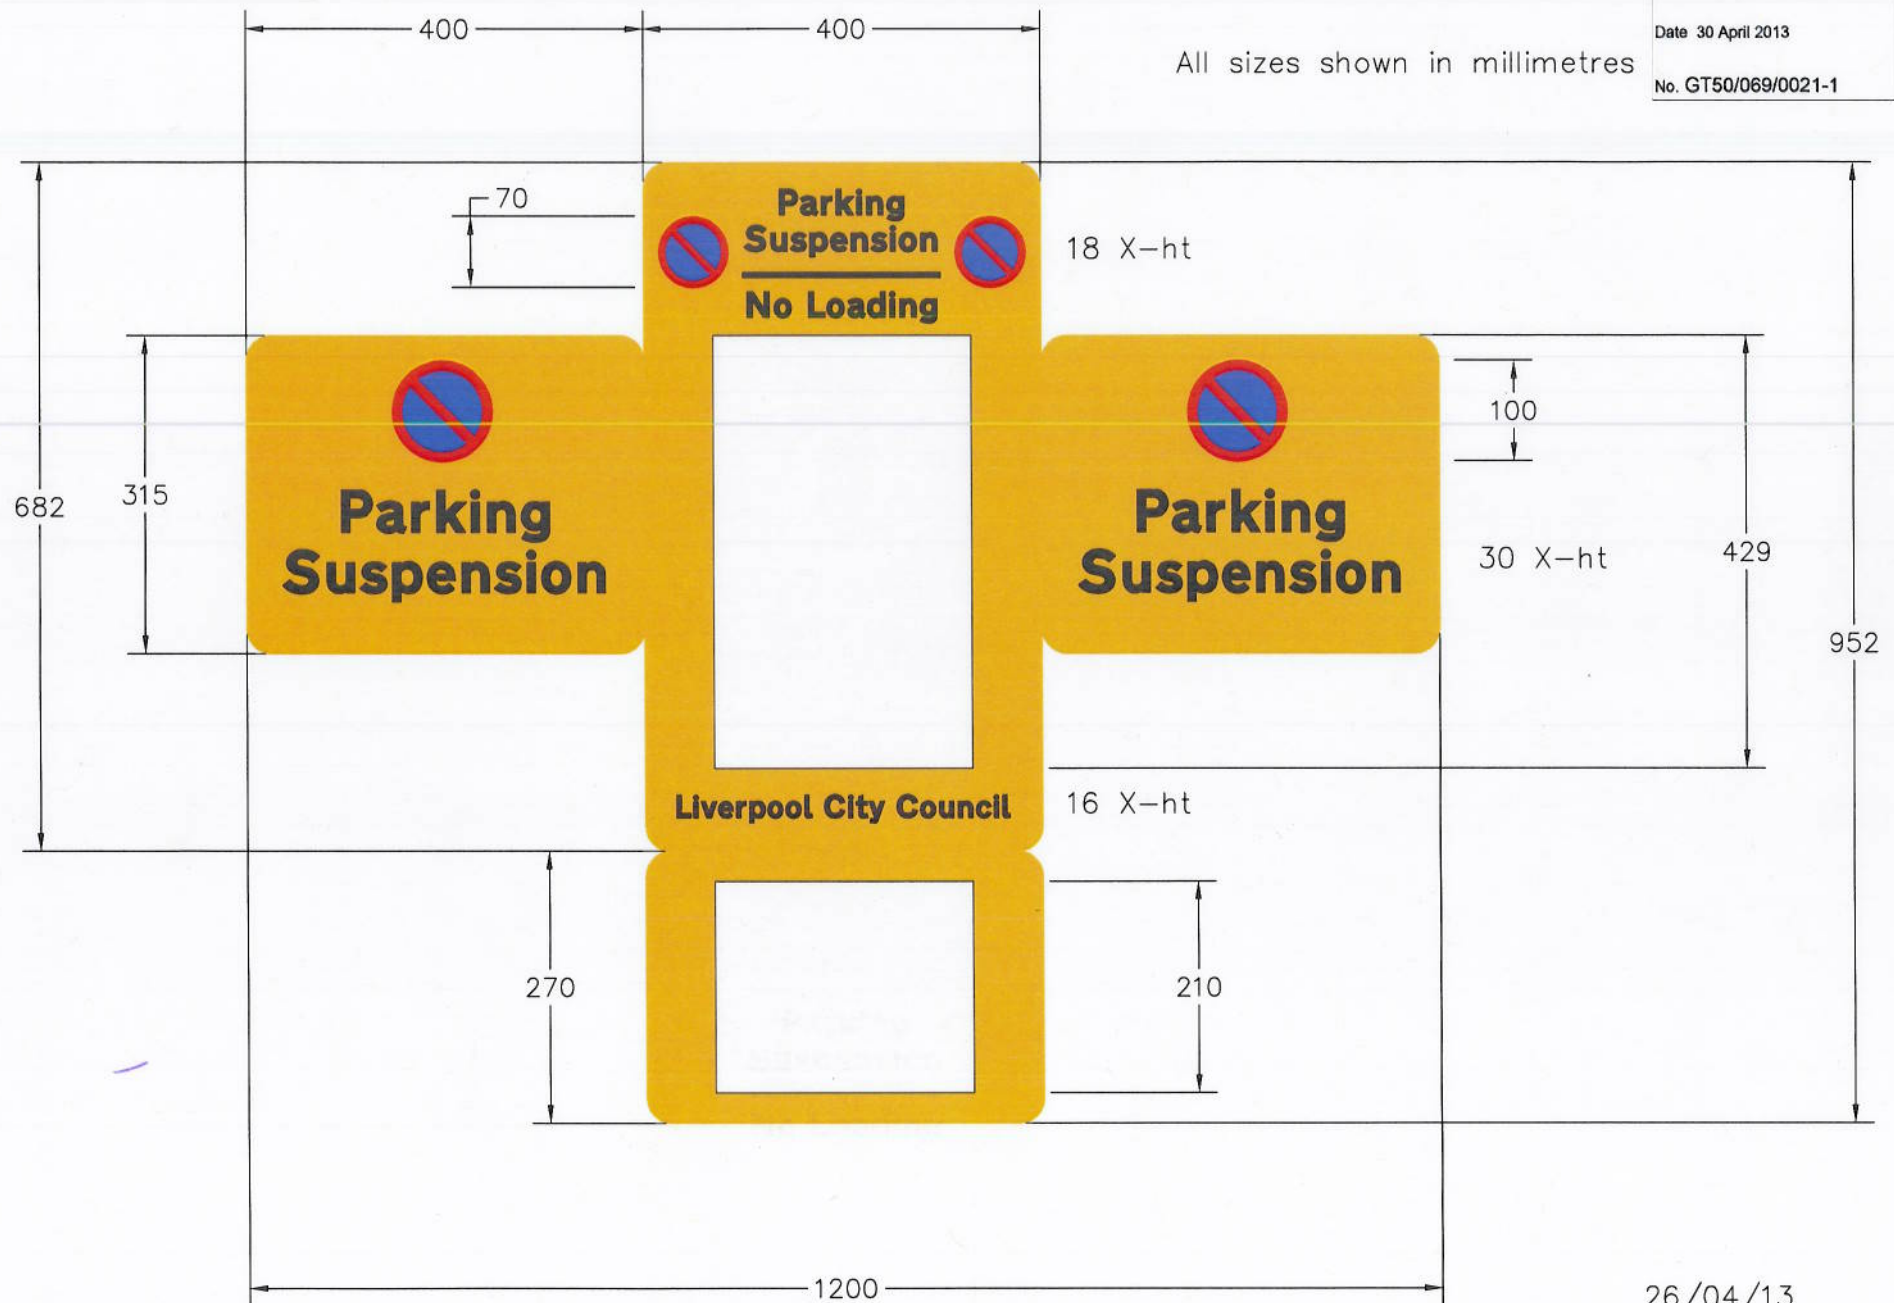 400
400
All sizes shown in millimetres
Date 30 April 2013
No. GT50/069/0021-1
70
Parking
Suspension
No Loading
18 X-ht
682
315
Parking
Suspension
Parking
Suspension
100
30 X-ht
429
952
Liverpool City Council
16 X-ht
270
210
1200
26/04/13